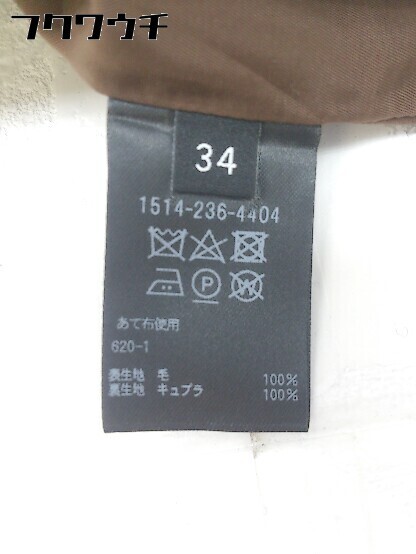 フクワウチ
34
1514-236-4404
P
W
あて布使用
620-1
表生地 毛 100%
裏生地 キュプラ 100%